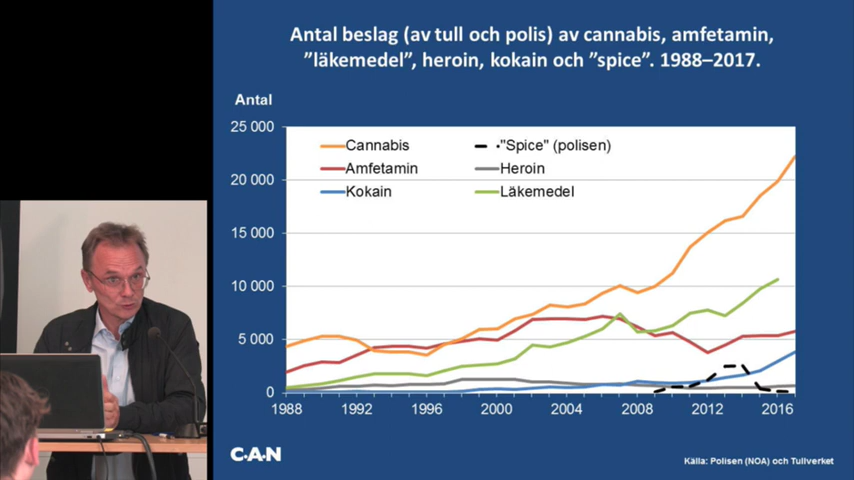 Antal beslag (av tull och polis) av cannabis, amfetamin,
”läkemedel”, heroin, kokain och ”spice”. 1988–2017.
Antal
25 000
20 000
15 000
10 000
5 000
0
Cannabis
"Spice" (polisen)
Amfetamin
Heroin
Kokain
Läkemedel
1988 1992 1996 2000 2004 2008 2012 2016
C·A·N
Källa: Polisen (NOA) och Tullverket